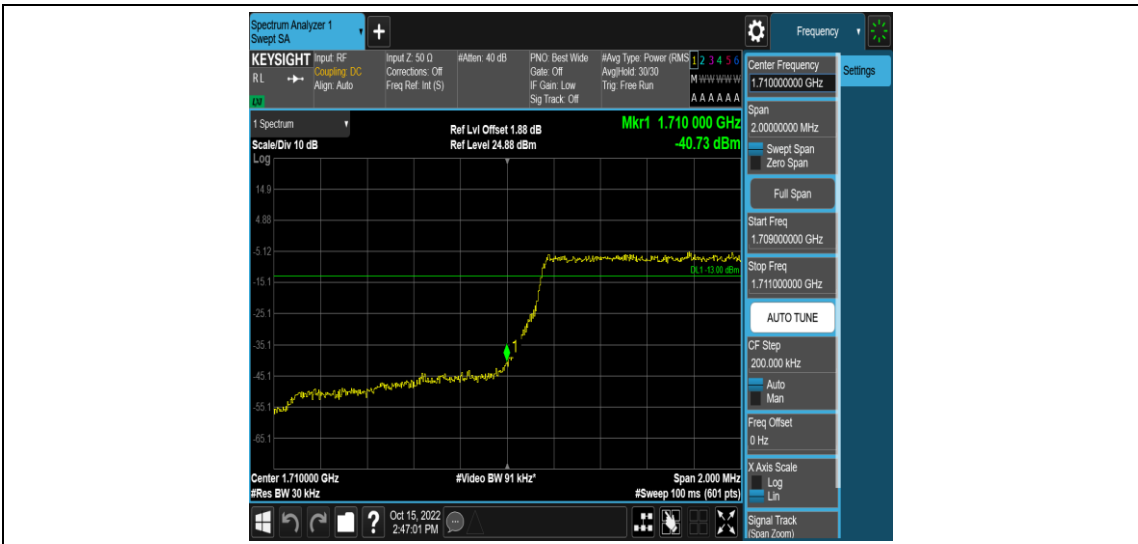 Spectrum Analyzer 1
Swept SA
+
Frequency
KEYSIGHT
RL
LXI
Input: RF
Coupling: DC
Align: Auto
Input Z: 50 Ω
Corrections: Off
Freq Ref: Int (S)
#Atten: 40 dB
PNO: Best Wide
Gate: Off
IF Gain: Low
Sig Track: Off
#Avg Type: Power (RMS
Avg|Hold: 30/30
Trig: Free Run
1 2 3 4 5 6
M W W W W W
A A A A A A
1 Spectrum
Scale/Div 10 dB
Log
Ref Lvl Offset 1.88 dB
Ref Level 24.88 dBm
Mkr1 1.710 000 GHz
-40.73 dBm
14.9
4.88
-5.12
-15.1
-25.1
-35.1
-45.1
-55.1
-65.1
DL1 -13.00 dBm
1
Center 1.710000 GHz
#Res BW 30 kHz
#Video BW 91 kHz*
Span 2.000 MHz
#Sweep 100 ms (601 pts)
?
Oct 15, 2022
2:47:01 PM
Center Frequency
1.710000000 GHz
Settings
Span
2.00000000 MHz
Swept Span
Zero Span
Full Span
Start Freq
1.709000000 GHz
Stop Freq
1.711000000 GHz
AUTO TUNE
CF Step
200.000 kHz
Auto
Man
Freq Offset
0 Hz
X Axis Scale
Log
Lin
Signal Track
(Span Zoom)